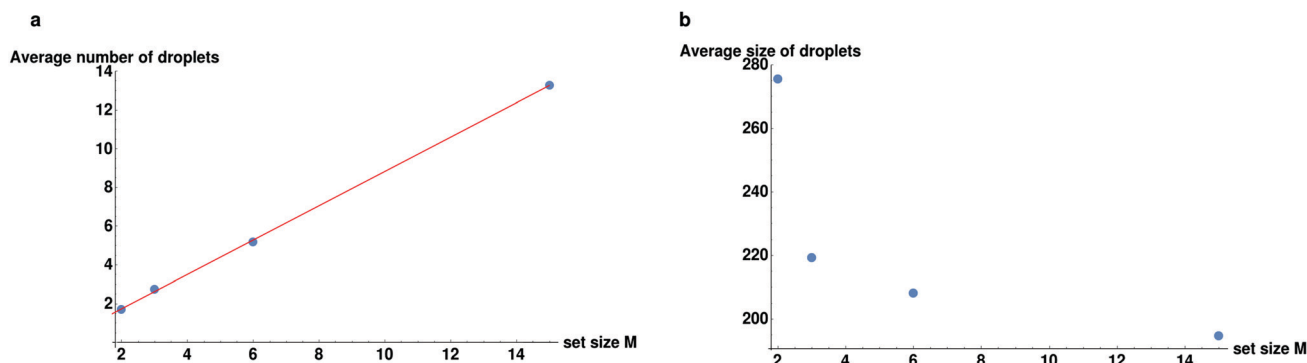 a
Average number of droplets
14
12
10
8
6
4
2
2 4 6 8 10 12 14
set size M
b
Average size of droplets
280
260
240
220
200
2 4 6 8 10 12 14
set size M